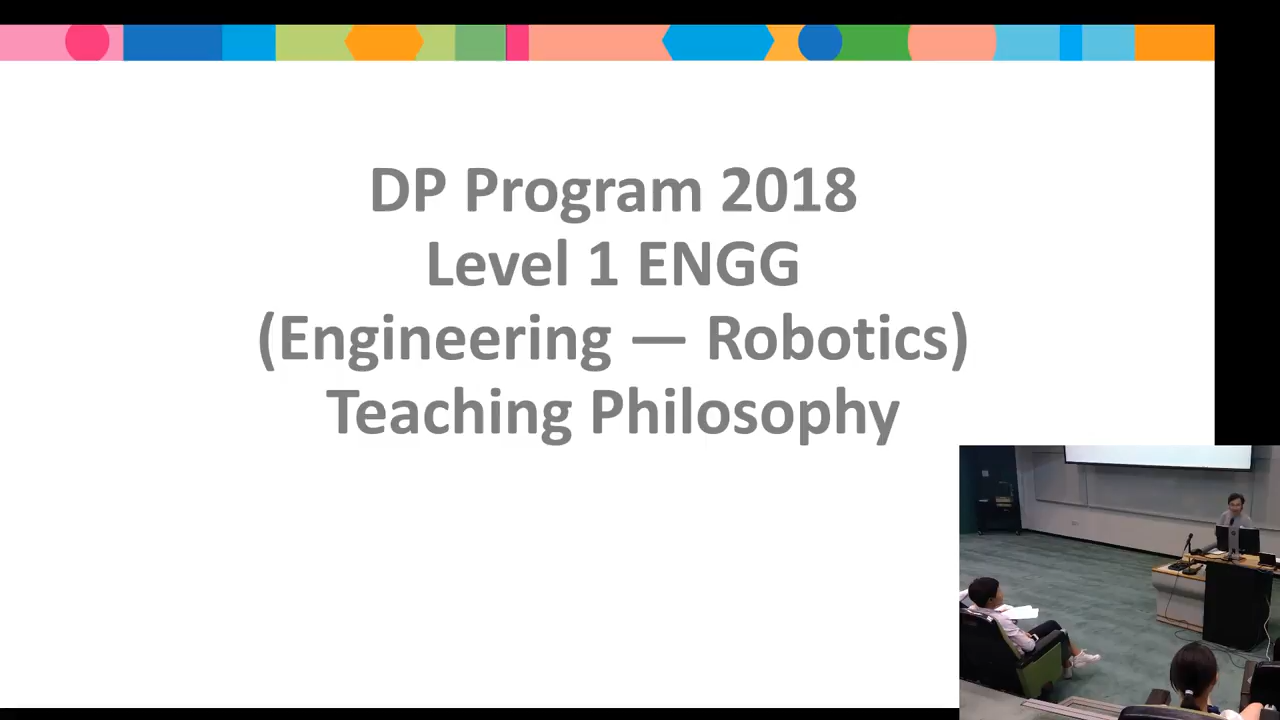 DP Program 2018
Level 1 ENGG
(Engineering — Robotics)
Teaching Philosophy